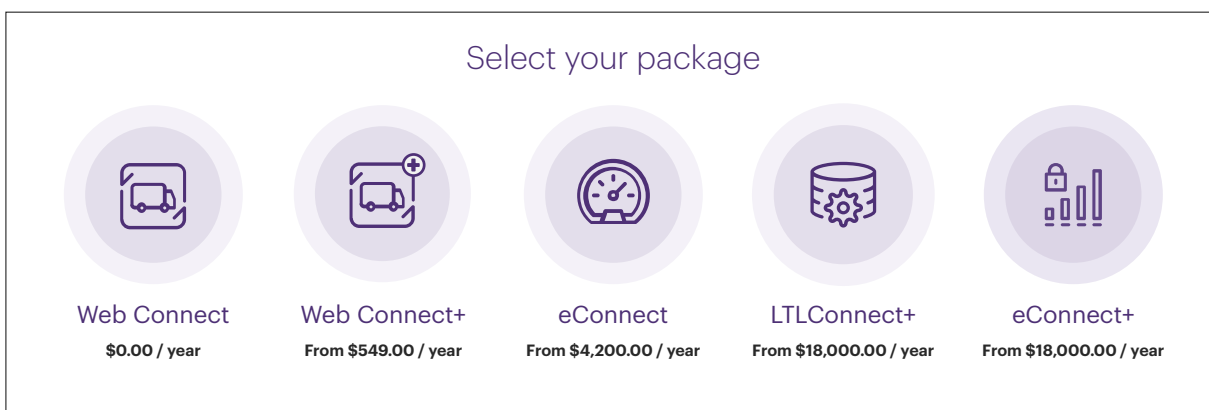 Select your package
Web Connect
$0.00 / year
Web Connect+
From $549.00 / year
eConnect
From $4,200.00 / year
LTLConnect+
From $18,000.00 / year
eConnect+
From $18,000.00 / year